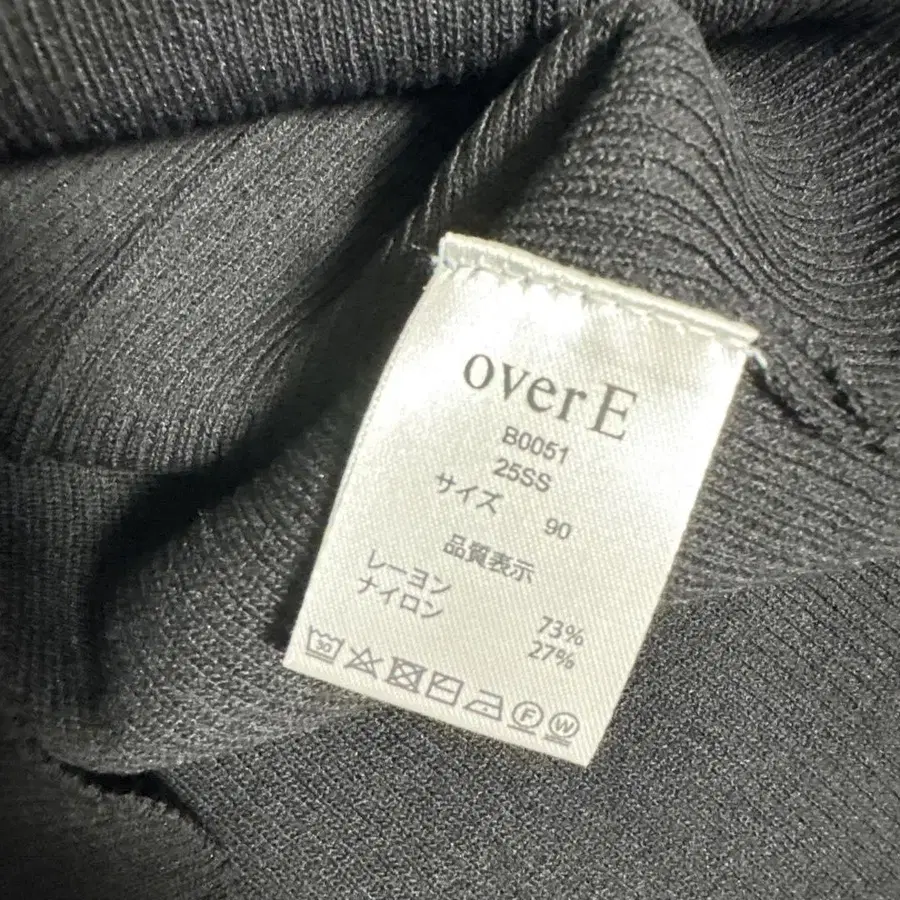 overE
B0051
25SS
サイズ 90
品質表示
レーヨン 73%
ナイロン 27%
30 F W